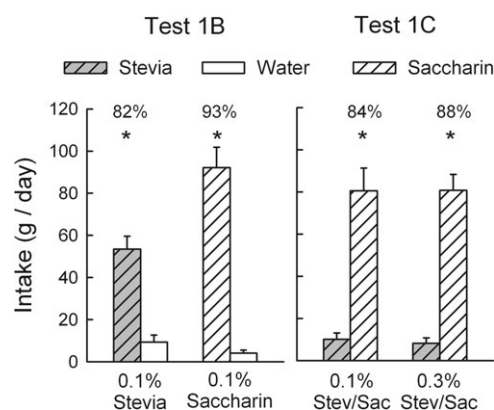 Test 1B Test 1C
Stevia Water Saccharin
Intake (g / day)
120
100
80
60
40
20
0
82% 93% 84% 88%
* * * *
0.1% 0.1% 0.1% 0.3%
Stevia Saccharin Stev/Sac Stev/Sac